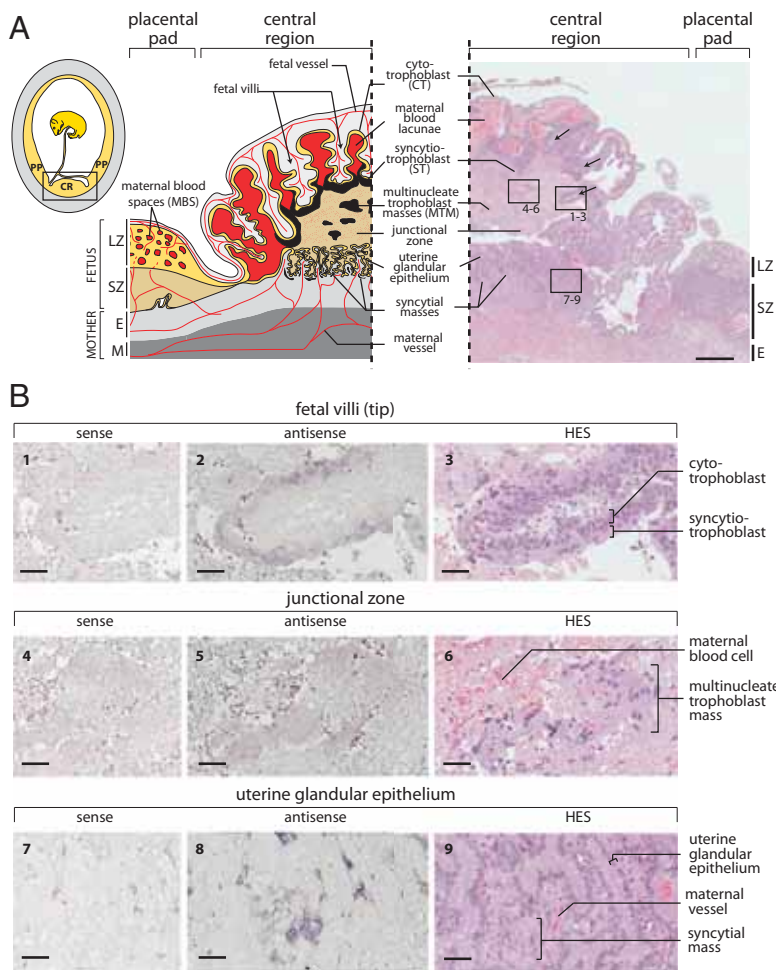 A
placental
pad
central
region
central
region
placental
pad
PP
PP
CR
fetal vessel
fetal villi
maternal blood
spaces (MBS)
cyto-
trophoblast
(CT)
maternal
blood
lacunae
syncytio-
trophoblast
(ST)
multinucleate
trophoblast
masses (MTM)
junctional
zone
uterine
glandular
epithelium
syncytial
masses
maternal
vessel
FETUS
MOTHER
LZ
SZ
E
M
4-6
1-3
7-9
LZ
SZ
E
B
fetal villi (tip)
sense
antisense
HES
1
2
3
cyto-
trophoblast
syncytio-
trophoblast
junctional zone
sense
antisense
HES
4
5
6
maternal
blood cell
multinucleate
trophoblast
mass
uterine glandular epithelium
sense
antisense
HES
7
8
9
uterine
glandular
epithelium
maternal
vessel
syncytial
mass